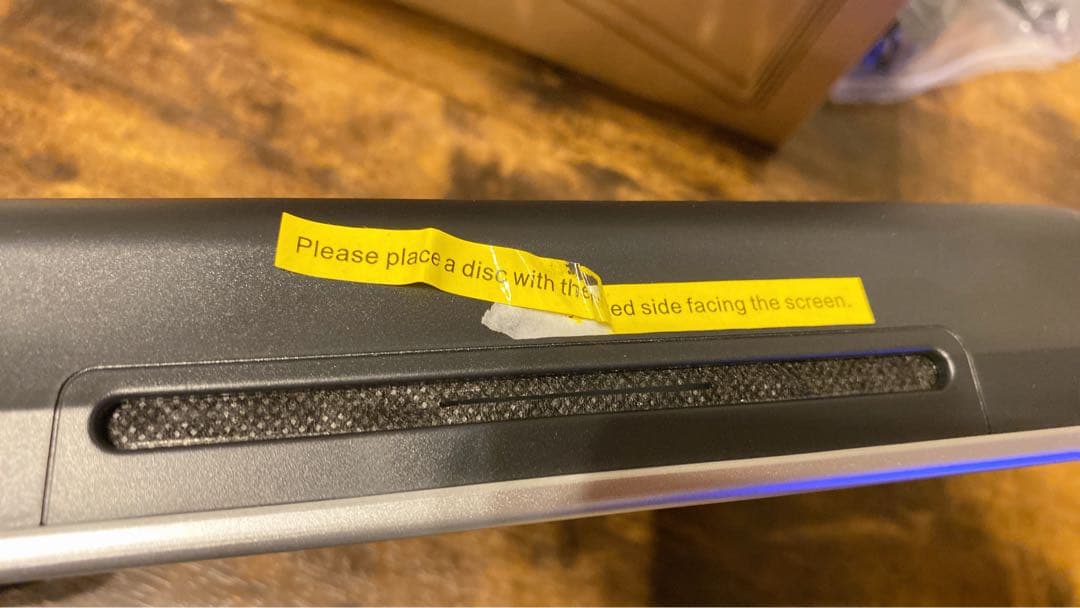 Please place a disc with the ed side facing the screen.